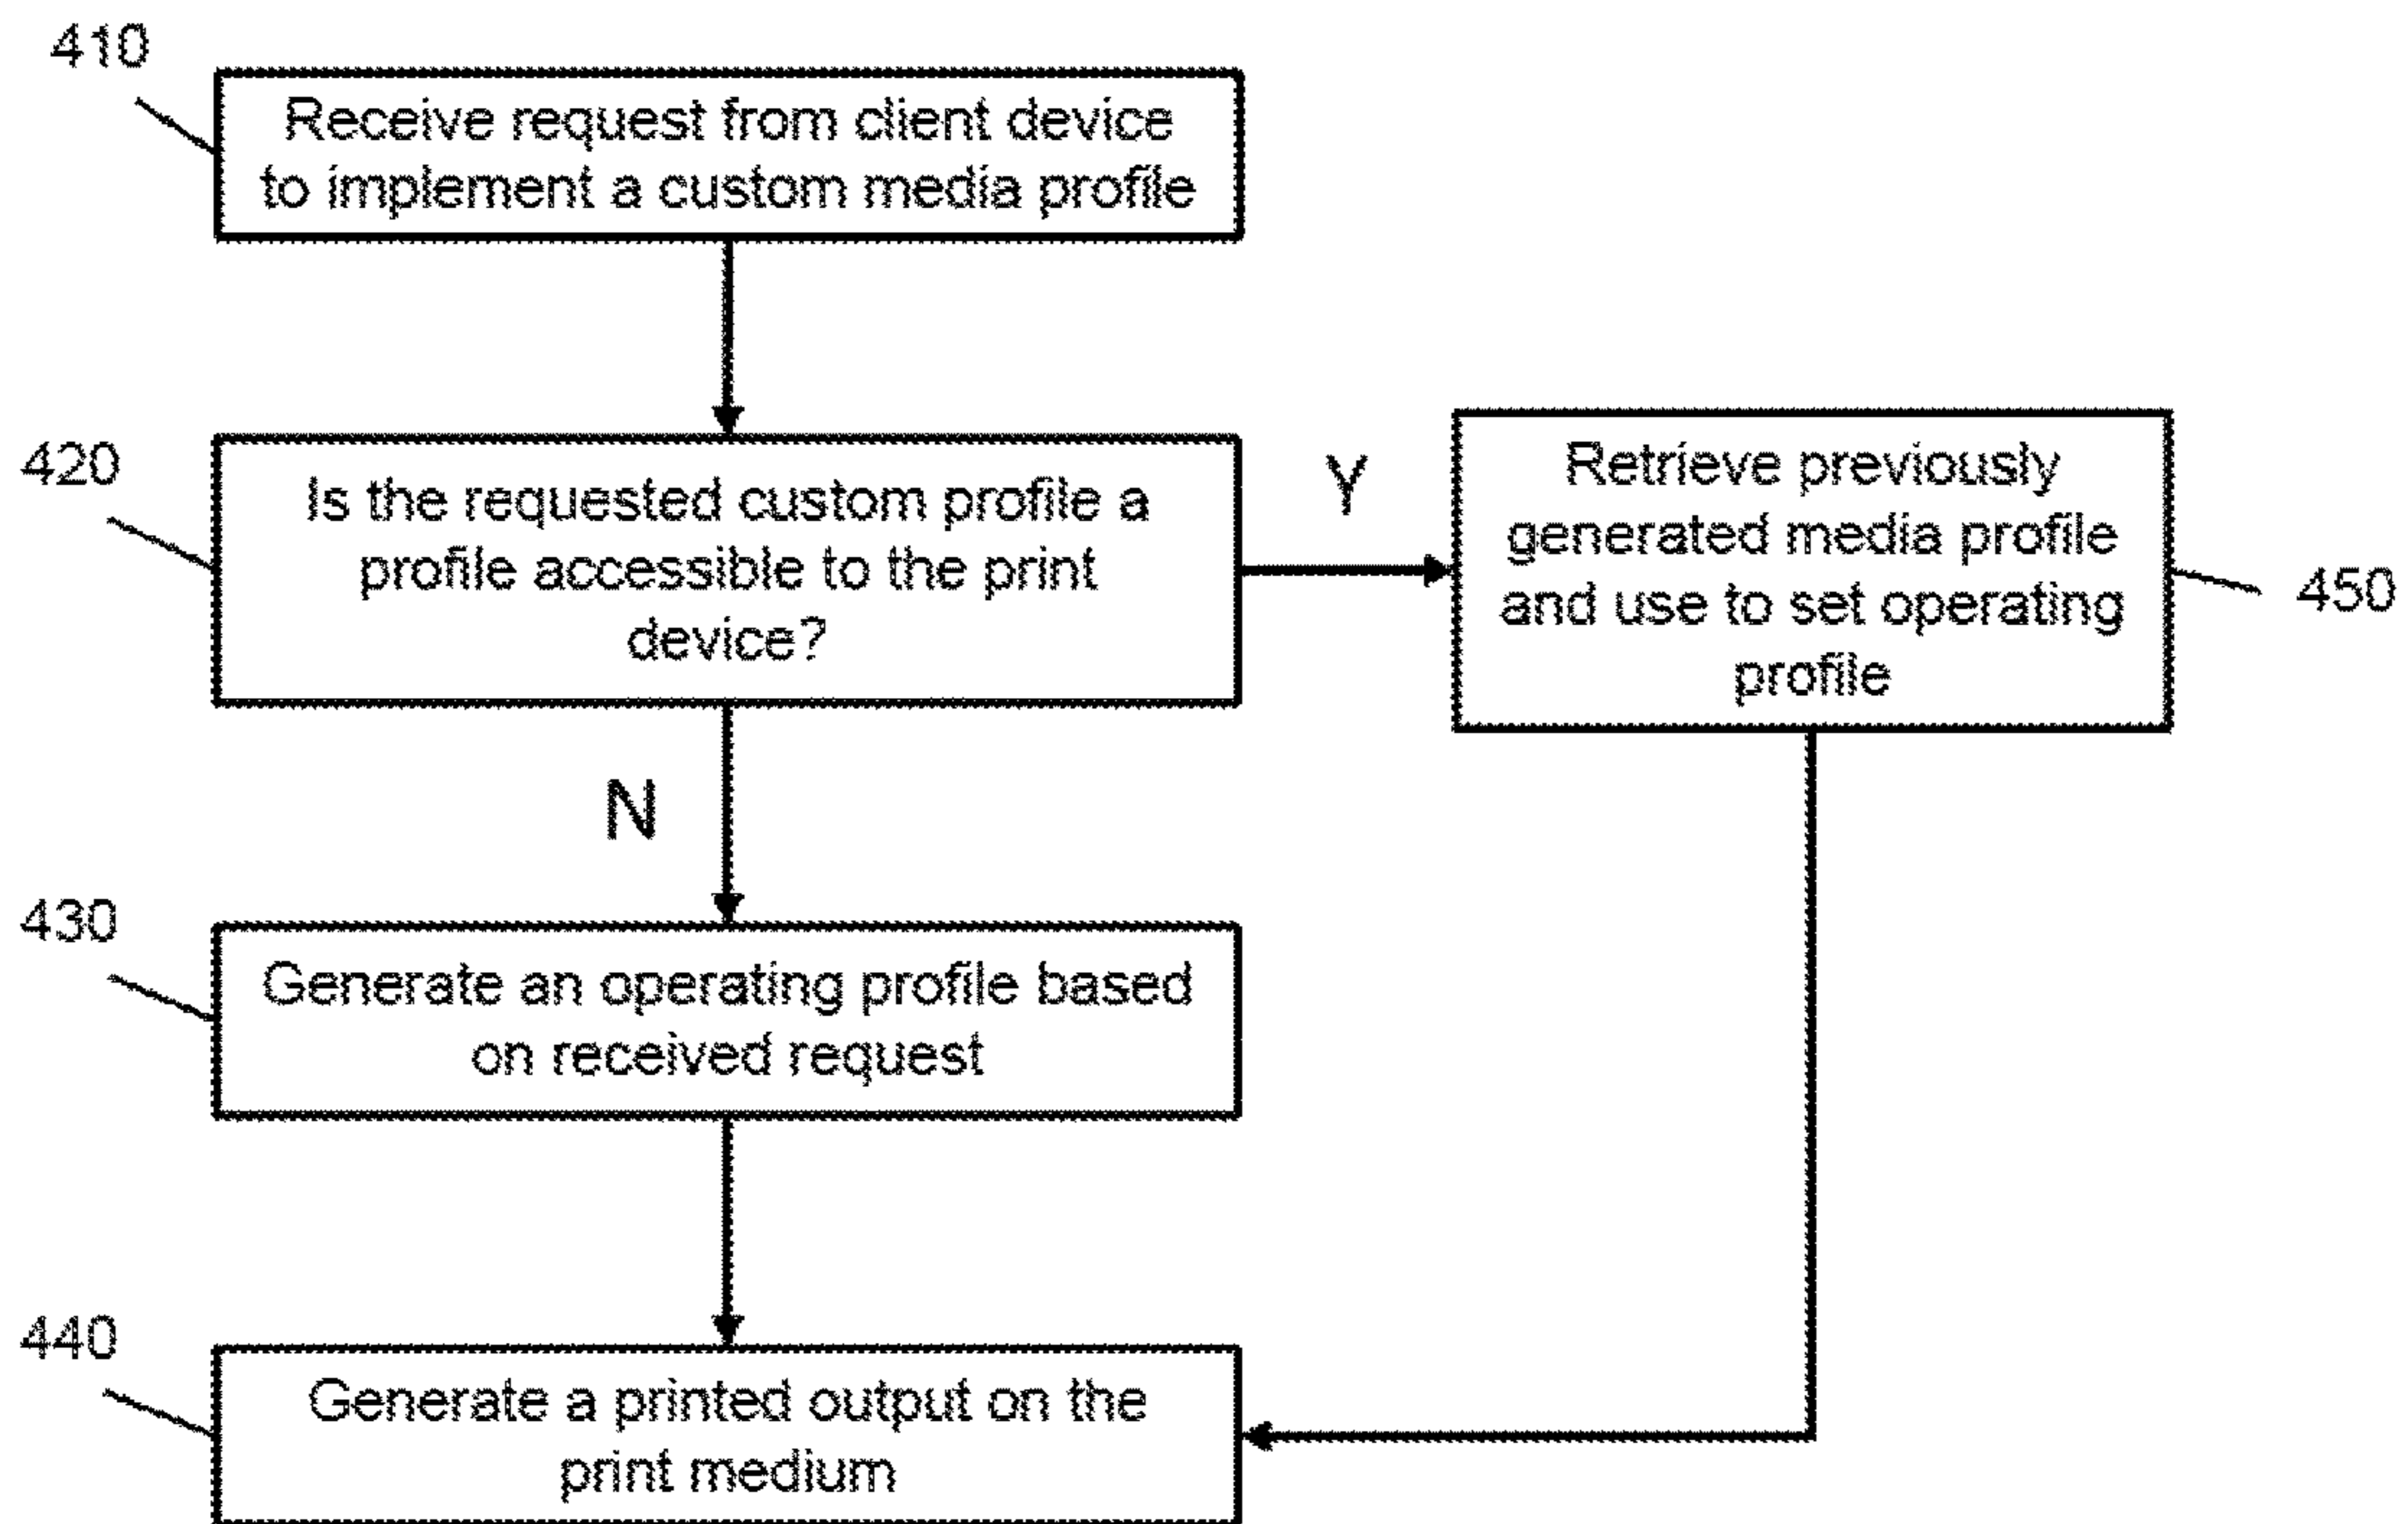 410
Receive request from client device
to implement a custom media profile
420
Is the requested custom profile a
profile accessible to the print
device?
Y
Retrieve previously
generated media profile
and use to set operating
profile
450
N
430
Generate an operating profile based
on received request
440
Generate a printed output on the
print medium